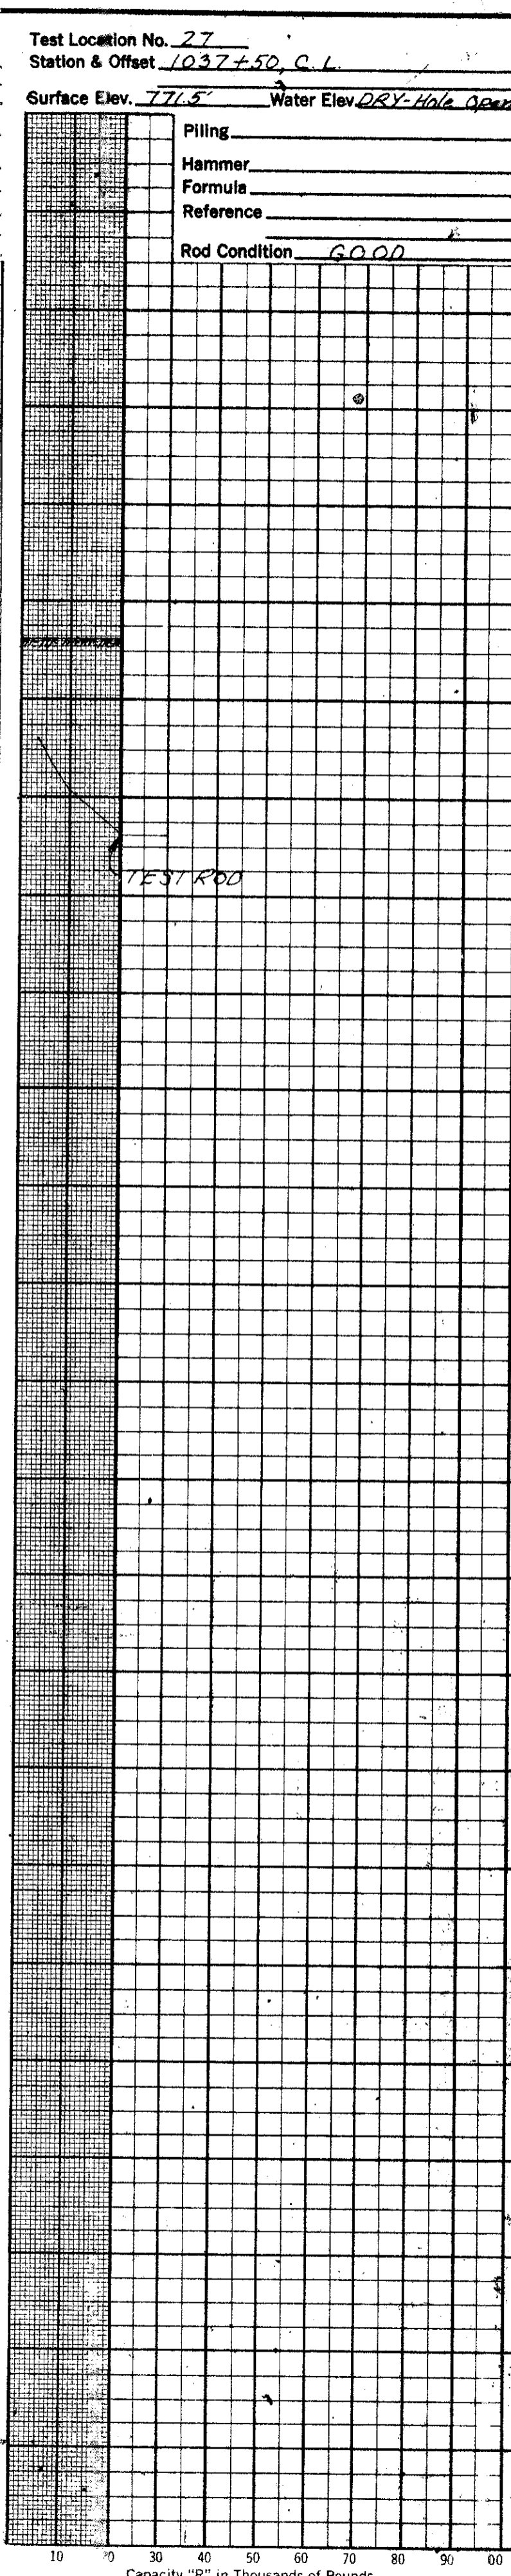 Test Location No. 27
Station & Offset 1037+50, C.L.
Surface Elev. 771.5' Water Elev. DRY-Hole Open
Piling
Hammer
Formula
Reference
Rod Condition GOOD
TEST ROD
10 20 30 40 50 60 70 80 90 00
Capacity "R" in Thousands of Pounds